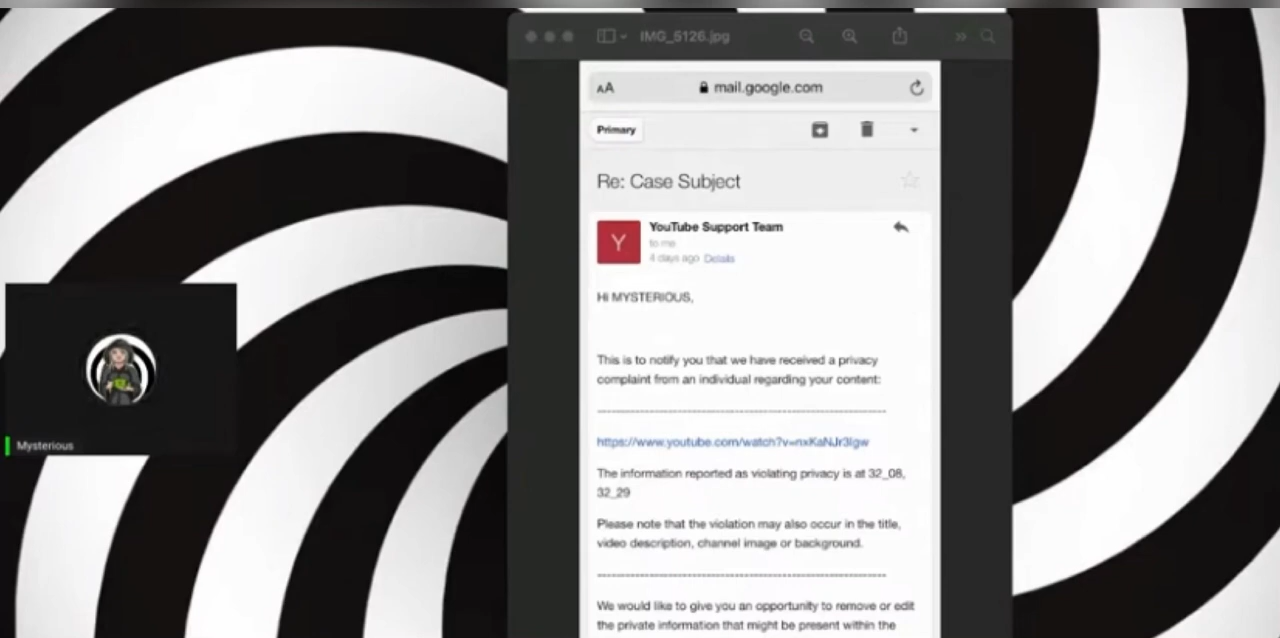 IMG_5126.jpg
AA
mail.google.com
Primary
Re: Case Subject
Y
YouTube Support Team
to me
4 days ago Details
Hi MYSTERIOUS,
This is to notify you that we have received a privacy
complaint from an individual regarding your content:
https://www.youtube.com/watch?v=nxKaNJr3Igw
The information reported as violating privacy is at 32_08,
32_29
Please note that the violation may also occur in the title,
video description, channel image or background.
We would like to give you an opportunity to remove or edit
the private information that might be present within the
Mysterious